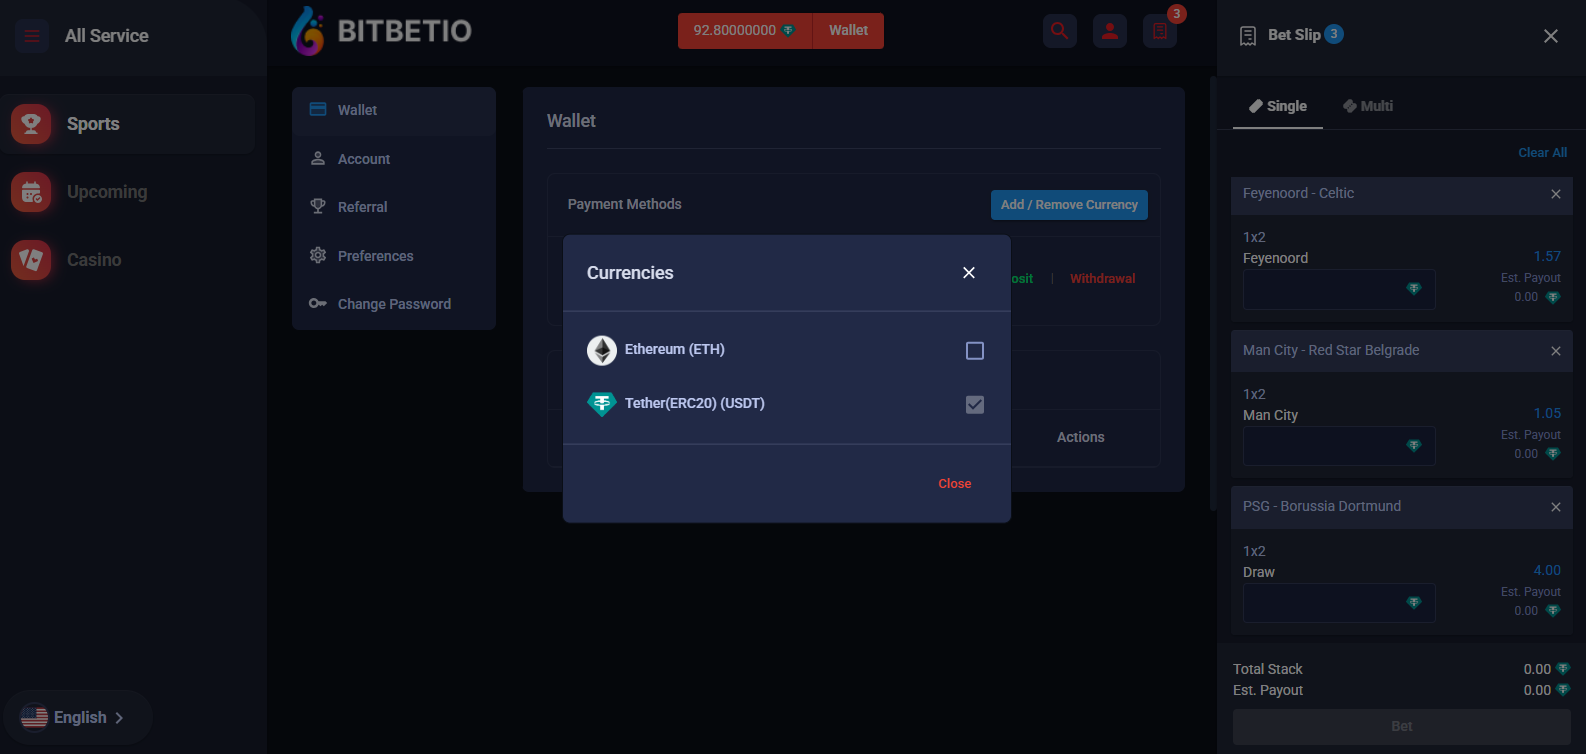 All Service
Sports
Upcoming
Casino
English
BITBETIO
92.80000000
Wallet
3
Wallet
Account
Referral
Preferences
Change Password
Wallet
Payment Methods
Add / Remove Currency
osit | Withdrawal
Actions
Currencies
Ethereum (ETH)
Tether(ERC20) (USDT)
Close
Bet Slip 3
Single
Multi
Clear All
Feyenoord - Celtic
1x2
Feyenoord
1.57
Est. Payout
0.00
Man City - Red Star Belgrade
1x2
Man City
1.05
Est. Payout
0.00
PSG - Borussia Dortmund
1x2
Draw
4.00
Est. Payout
0.00
Total Stack 0.00
Est. Payout 0.00
Bet